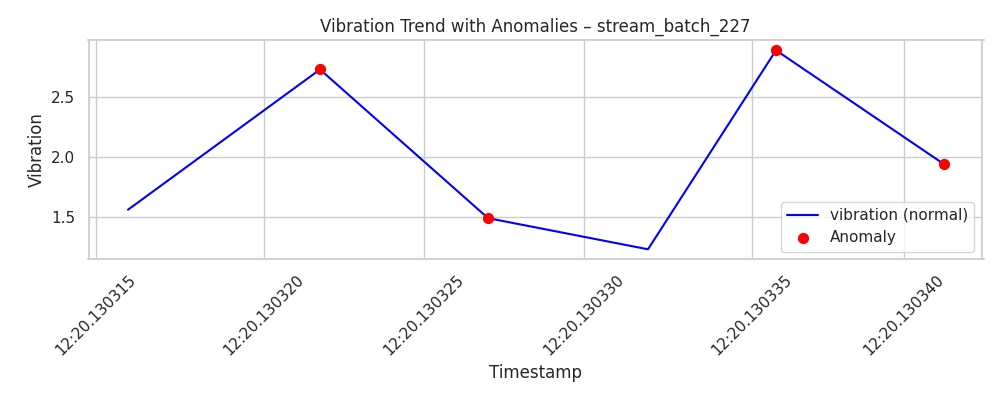 Vibration Trend with Anomalies – stream_batch_227
Vibration
2.5
2.0
1.5
vibration (normal)
Anomaly
12:20.130315
12:20.130320
12:20.130325
12:20.130330
12:20.130335
12:20.130340
Timestamp